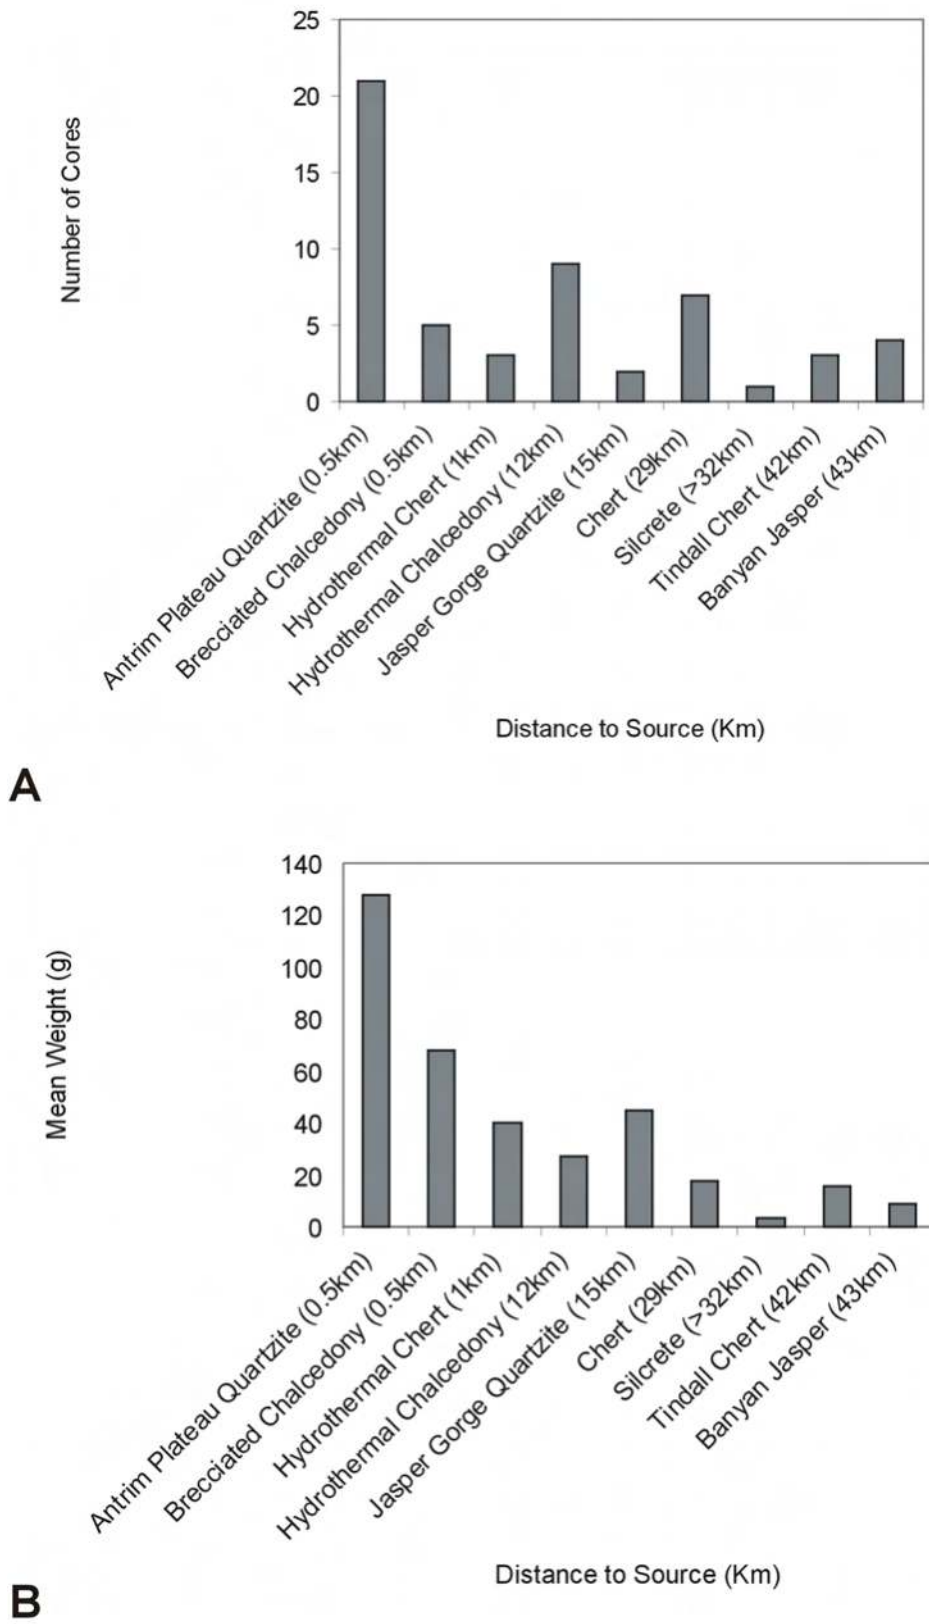 25
20
15
10
5
0
Number of Cores
Antrim Plateau Quartzite (0.5km)
Brecciated Chalcedony (0.5km)
Hydrothermal Chert (1km)
Hydrothermal Chalcedony (12km)
Jasper Gorge Quartzite (15km)
Chert (29km)
Silcrete (>32km)
Tindall Chert (42km)
Banyan Jasper (43km)
Distance to Source (Km)
A
140
120
100
80
60
40
20
0
Mean Weight (g)
Antrim Plateau Quartzite (0.5km)
Brecciated Chalcedony (0.5km)
Hydrothermal Chert (1km)
Hydrothermal Chalcedony (12km)
Jasper Gorge Quartzite (15km)
Chert (29km)
Silcrete (>32km)
Tindall Chert (42km)
Banyan Jasper (43km)
Distance to Source (Km)
B